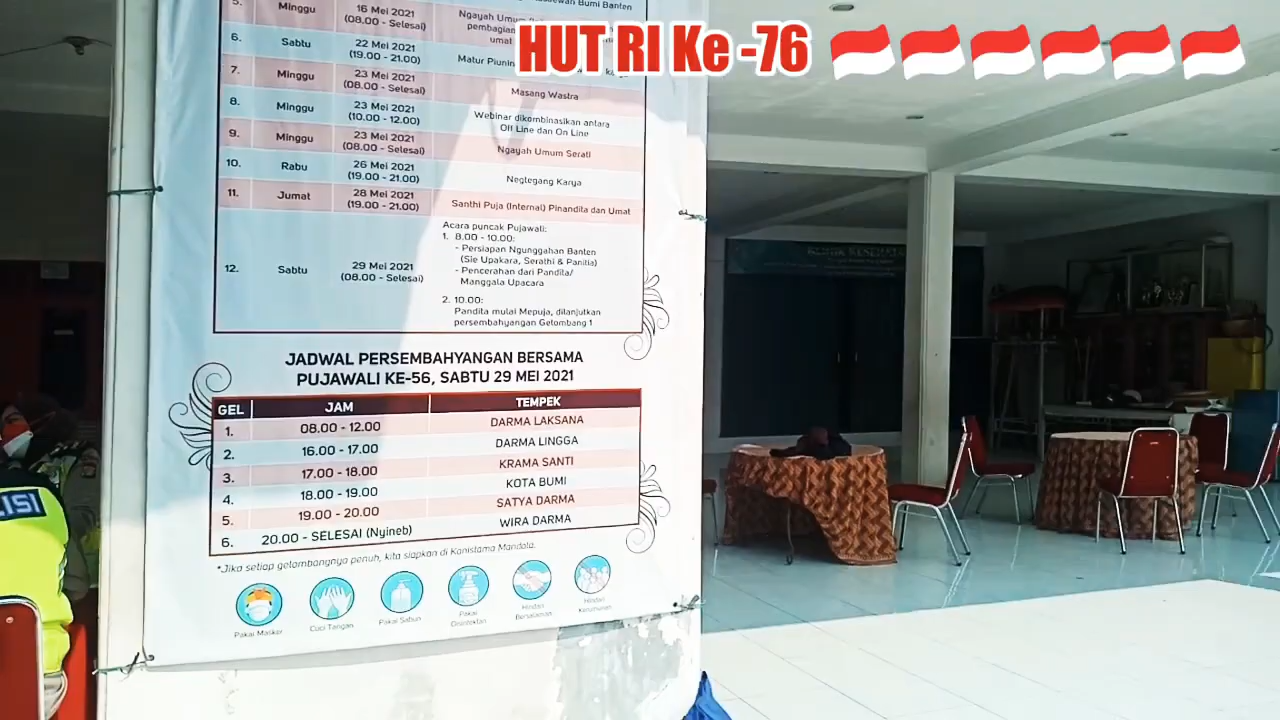 HUT RI Ke -76
5. Minggu 16 Mei 2021 (08.00 - Selesai) Ngayah Umum
Bumi Banten
pembagian
umat
6. Sabtu 22 Mei 2021 (19.00 - 21.00) Matur Piuning
7. Minggu 23 Mei 2021 (08.00 - Selesai) Masang Wastra
8. Minggu 23 Mei 2021 (10.00 - 12.00) Webinar dikombinasikan antara
Off Line dan On Line
9. Minggu 23 Mei 2021 (08.00 - Selesai) Ngayah Umum Serati
10. Rabu 26 Mei 2021 (19.00 - 21.00) Neglegang Karya
11. Jumat 28 Mei 2021 (19.00 - 21.00) Santhi Puja (Internal) Pinandita dan Umat
12. Sabtu 29 Mei 2021 (08.00 - Selesai)
Acara puncak Pujawali:
1. 8.00 - 10.00:
- Persiapan Ngunggahan Banten
(Sie Upakara, Serathi & Panitia)
- Pencerahan dari Pandita/
Manggala Upacara
2. 10.00:
Pandita mulai Mepuja, dilanjutkan
persembahyangan Gelombang 1
JADWAL PERSEMBAHYANGAN BERSAMA
PUJAWALI KE-56, SABTU 29 MEI 2021
GEL JAM TEMPEK
1. 08.00 - 12.00 DARMA LAKSANA
2. 16.00 - 17.00 DARMA LINGGA
3. 17.00 - 18.00 KRAMA SANTI
4. 18.00 - 19.00 KOTA BUMI
5. 19.00 - 20.00 SATYA DARMA
6. 20.00 - SELESAI (Nyineb) WIRA DARMA
*Jika setiap gelombangnya penuh, kita siapkan di Kanistama Mandala.
Pakai Masker
Cuci Tangan
Pakai Sabun
Pakai
Disinfektan
Hindari
Bersalaman
Hindari
Kerumunan
LISI